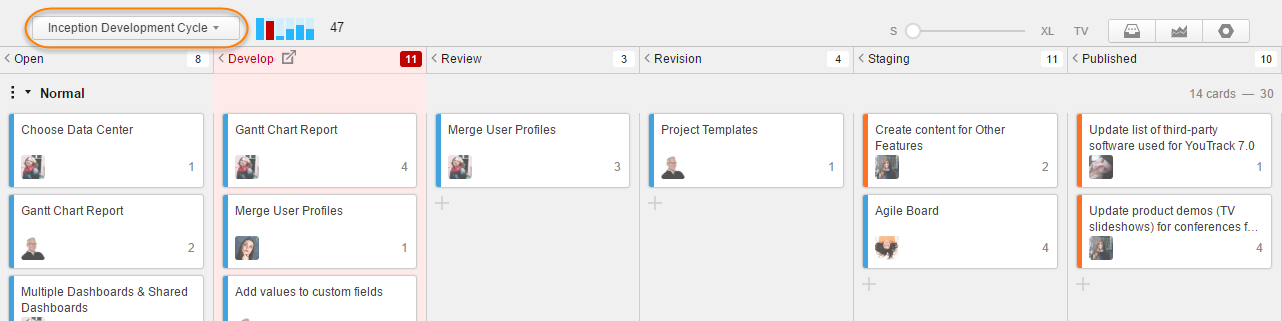 Inception Development Cycle
47
S
XL
TV
Open
8
Develop
11
Review
3
Revision
4
Staging
11
Published
10
Normal
14 cards — 30
Choose Data Center
1
Gantt Chart Report
4
Merge User Profiles
3
Project Templates
1
Create content for Other
Features
2
Update list of third-party
software used for YouTrack 7.0
1
Gantt Chart Report
2
Merge User Profiles
1
Agile Board
4
Update product demos (TV
slideshows) for conferences f...
4
Multiple Dashboards & Shared
Dashboards
Add values to custom fields